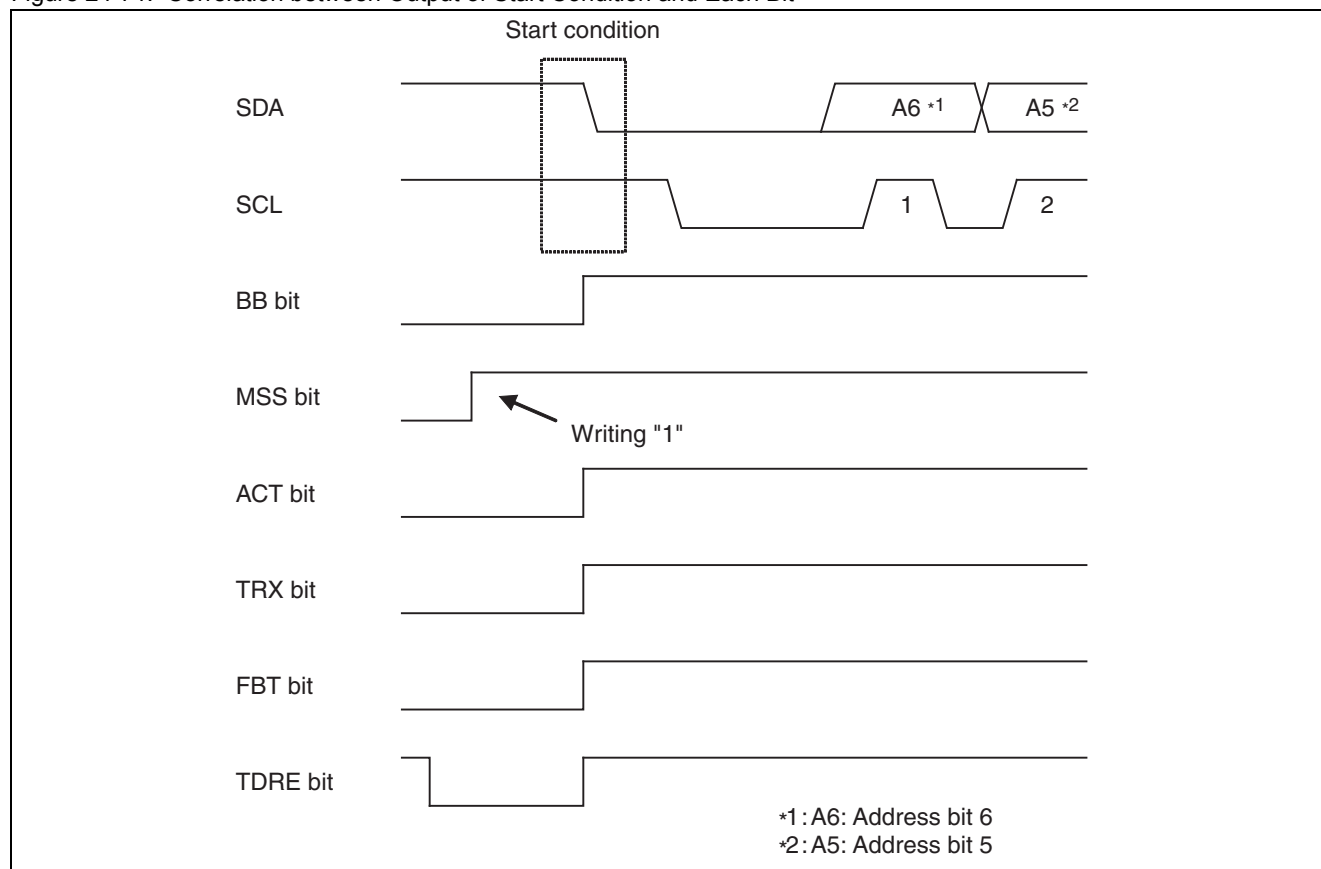 Start condition
SDA
A6 *1
A5 *2
SCL
1
2
BB bit
MSS bit
Writing "1"
ACT bit
TRX bit
FBT bit
TDRE bit
*1: A6: Address bit 6
*2: A5: Address bit 5